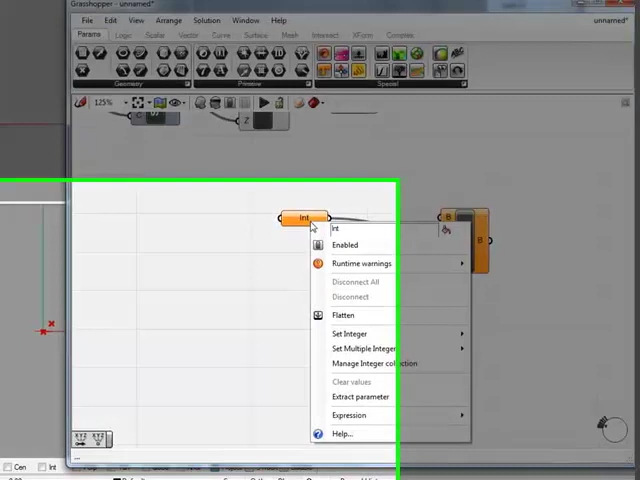 Grasshopper - unnamed*
File Edit View Arrange Solution Window Help unnamed*
Params Logic Scalar Vector Curve Surface Mesh Intersect XForm Complex
Geometry Primitive Special
125%
C
Z
Int
B
B
Int
Enabled
Runtime warnings
Disconnect All
Disconnect
Flatten
Set Integer
Set Multiple Integers
Manage Integer collection
Clear values
Extract parameter
Expression
Help...
XYZ XYZ
...
Cen Int